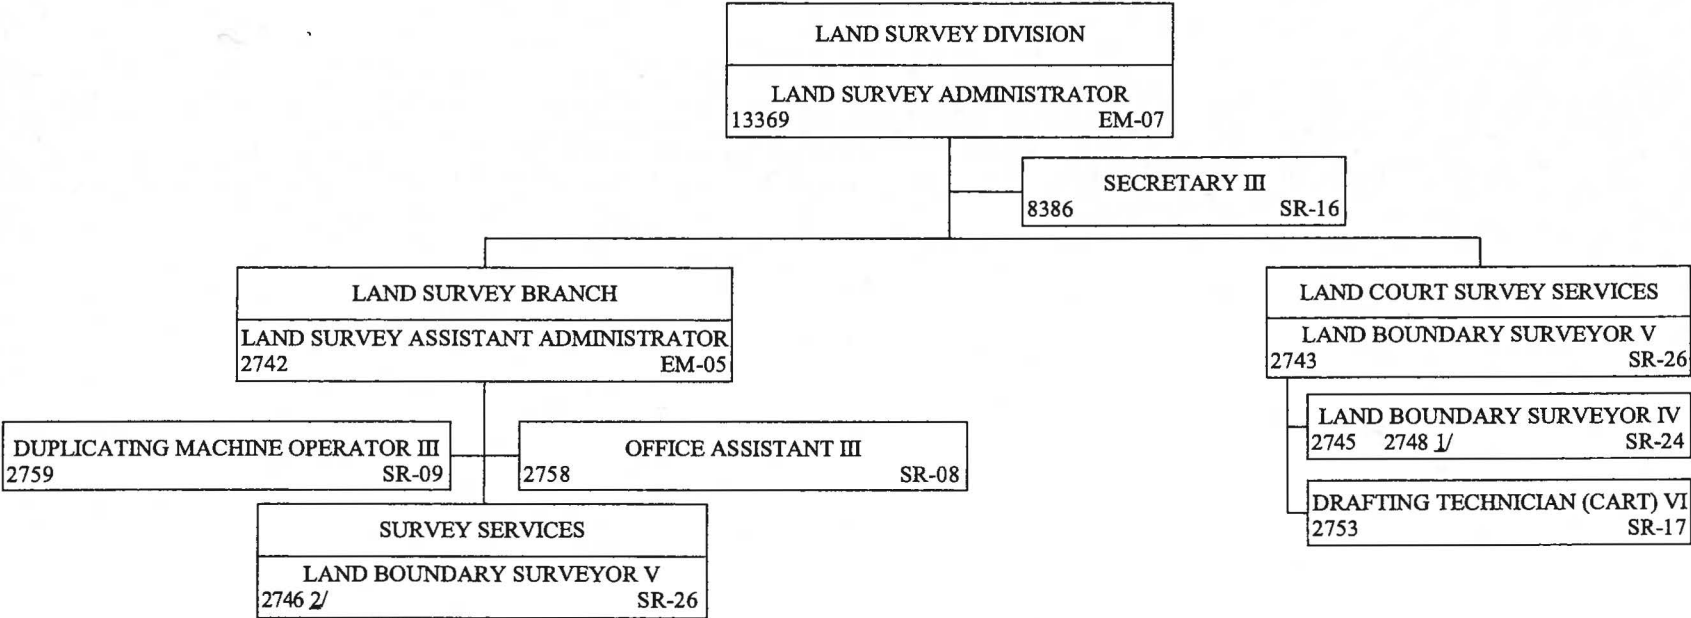 LAND SURVEY DIVISION
LAND SURVEY ADMINISTRATOR
13369 EM-07
SECRETARY III
8386 SR-16
LAND SURVEY BRANCH
LAND SURVEY ASSISTANT ADMINISTRATOR
2742 EM-05
LAND COURT SURVEY SERVICES
LAND BOUNDARY SURVEYOR V
2743 SR-26
DUPLICATING MACHINE OPERATOR III
2759 SR-09
OFFICE ASSISTANT III
2758 SR-08
LAND BOUNDARY SURVEYOR IV
2745 2748 1/ SR-24
DRAFTING TECHNICIAN (CART) VI
2753 SR-17
SURVEY SERVICES
LAND BOUNDARY SURVEYOR V
2746 2/ SR-26